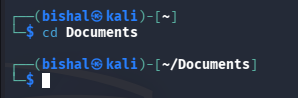 ┌──(bishal㉿kali)-[~]
└─$ cd Documents
┌──(bishal㉿kali)-[~/Documents]
└─$